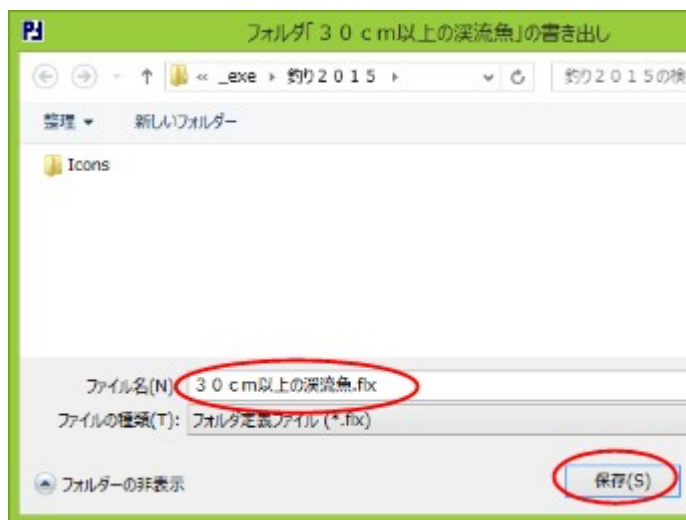 フォルダ「３０ｃｍ以上の渓流魚」の書き出し
« _exe ▸ 釣り２０１５ ▸
釣り２０１５の検
整理 ▼ 新しいフォルダー
Icons
ファイル名(N): ３０ｃｍ以上の渓流魚.flx
ファイルの種類(T): フォルダ定義ファイル (*.flx)
フォルダーの非表示
保存(S)